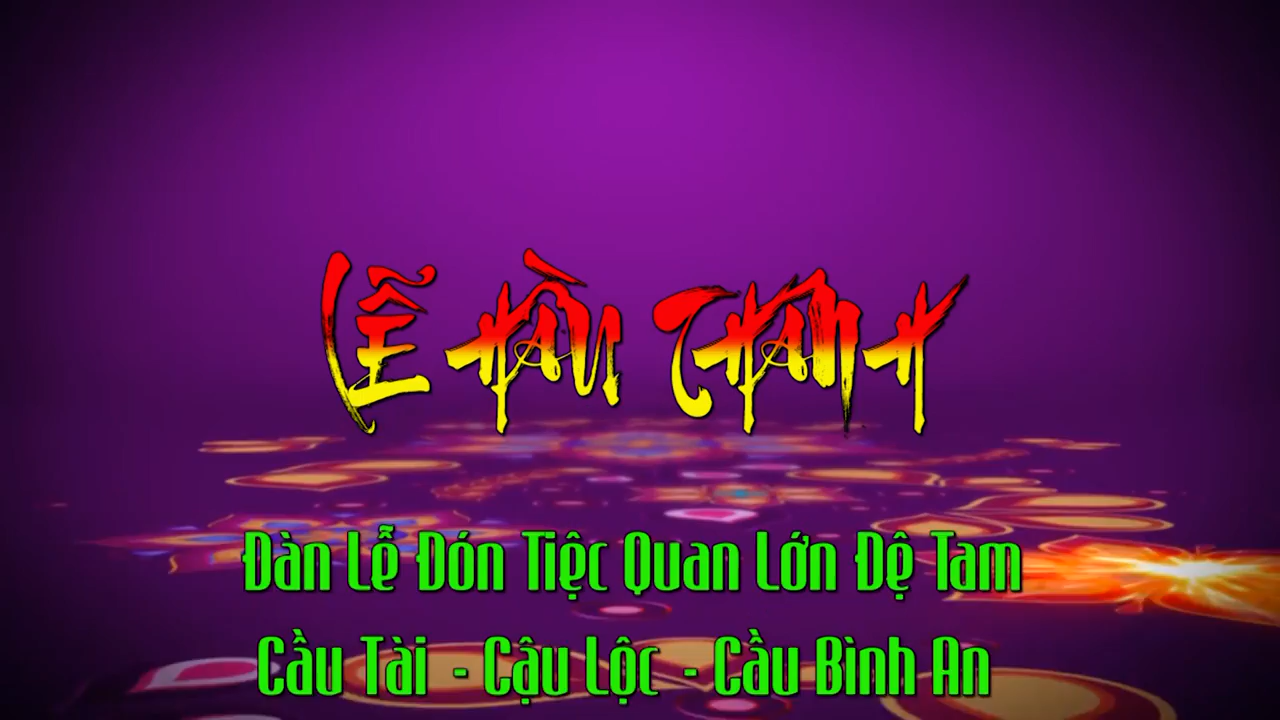 LỄ HẦU THÁNH
Đàn Lễ Đón Tiệc Quan Lớn Đệ Tam
Cầu Tài - Cậu Lộc - Cầu Bình An